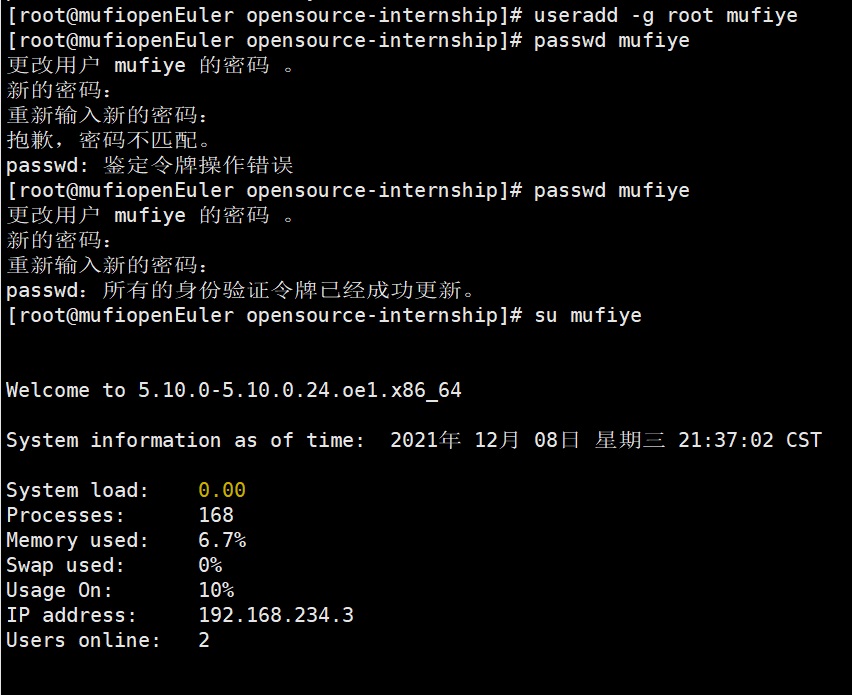 [root@mufiopenEuler opensource-internship]# useradd -g root mufiye
[root@mufiopenEuler opensource-internship]# passwd mufiye
更改用户 mufiye 的密码 。
新的密码：
重新输入新的密码：
抱歉，密码不匹配。
passwd: 鉴定令牌操作错误
[root@mufiopenEuler opensource-internship]# passwd mufiye
更改用户 mufiye 的密码 。
新的密码：
重新输入新的密码：
passwd：所有的身份验证令牌已经成功更新。
[root@mufiopenEuler opensource-internship]# su mufiye
Welcome to 5.10.0-5.10.0.24.oe1.x86_64
System information as of time:  2021年 12月 08日 星期三 21:37:02 CST
System load:    0.00
Processes:      168
Memory used:    6.7%
Swap used:      0%
Usage On:       10%
IP address:     192.168.234.3
Users online:   2